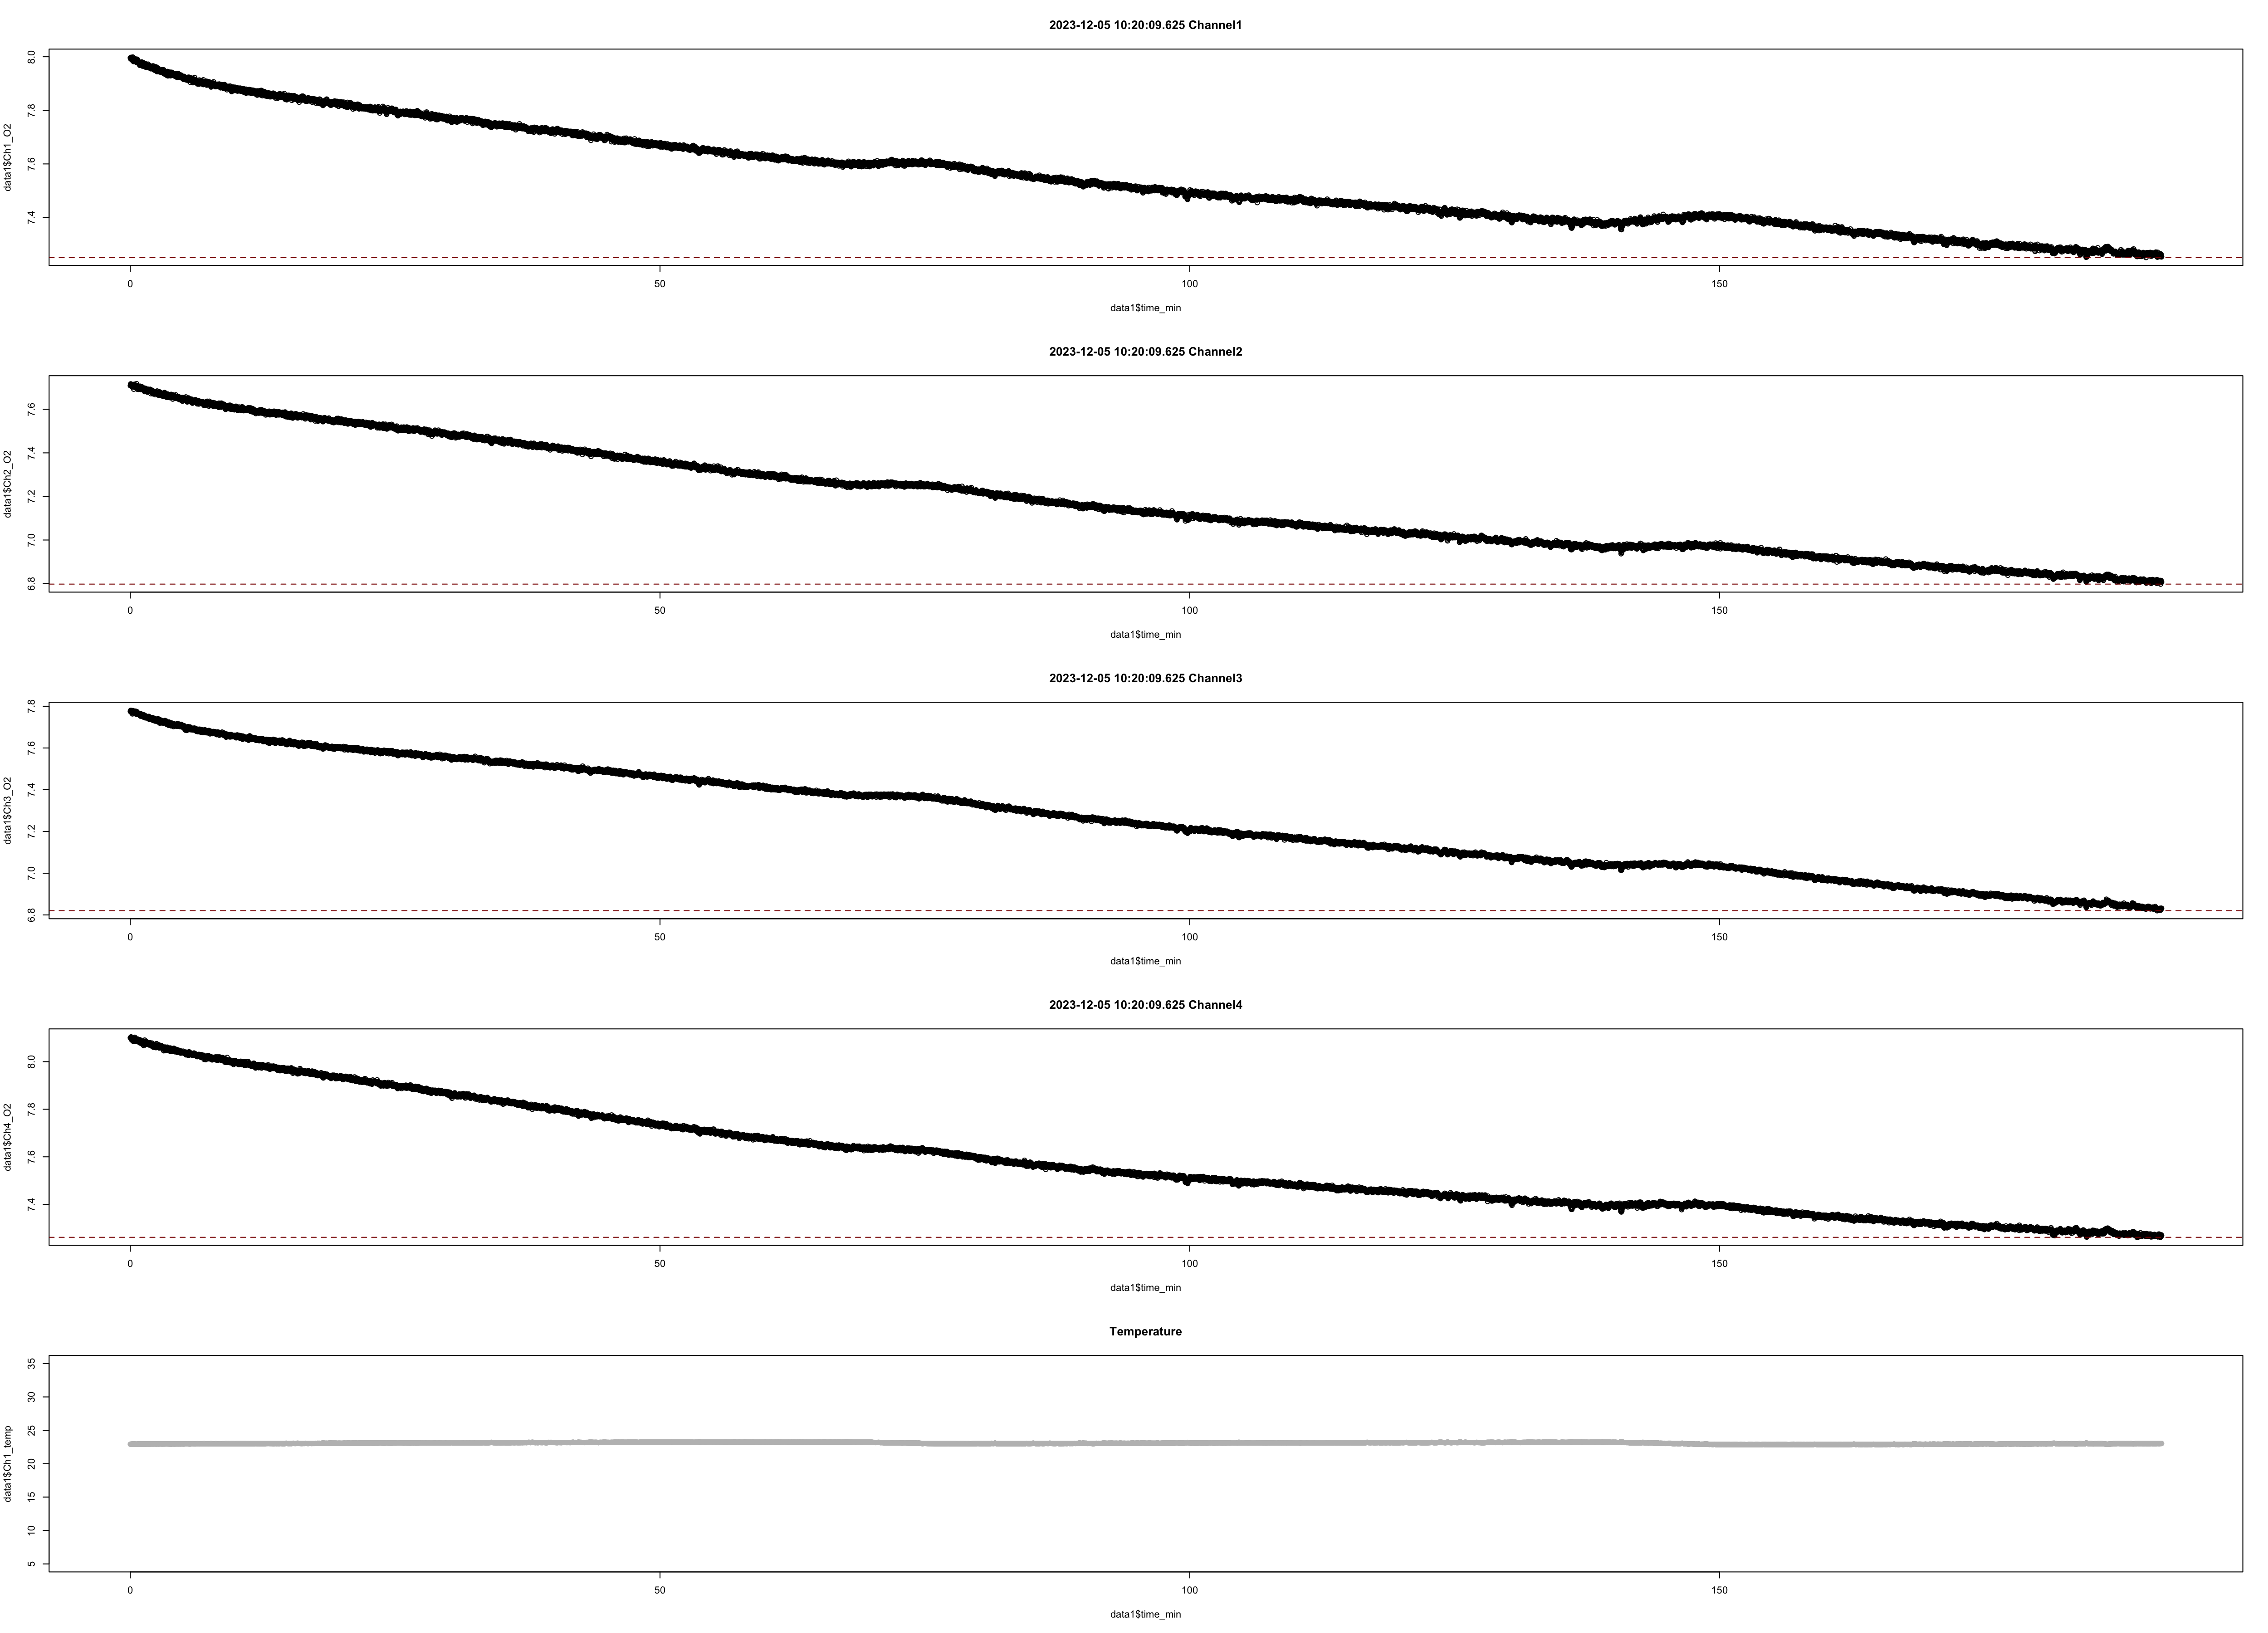 2023-12-05 10:20:09.625 Channel1
data1$Ch1_O2
8.0
7.8
7.6
7.4
0 50 100 150
data1$time_min
2023-12-05 10:20:09.625 Channel2
data1$Ch2_O2
7.6
7.4
7.2
7.0
6.8
0 50 100 150
data1$time_min
2023-12-05 10:20:09.625 Channel3
data1$Ch3_O2
7.8
7.6
7.4
7.2
7.0
6.8
0 50 100 150
data1$time_min
2023-12-05 10:20:09.625 Channel4
data1$Ch4_O2
8.0
7.8
7.6
7.4
0 50 100 150
data1$time_min
Temperature
data1$Ch1_temp
35
30
25
20
15
10
5
0 50 100 150
data1$time_min